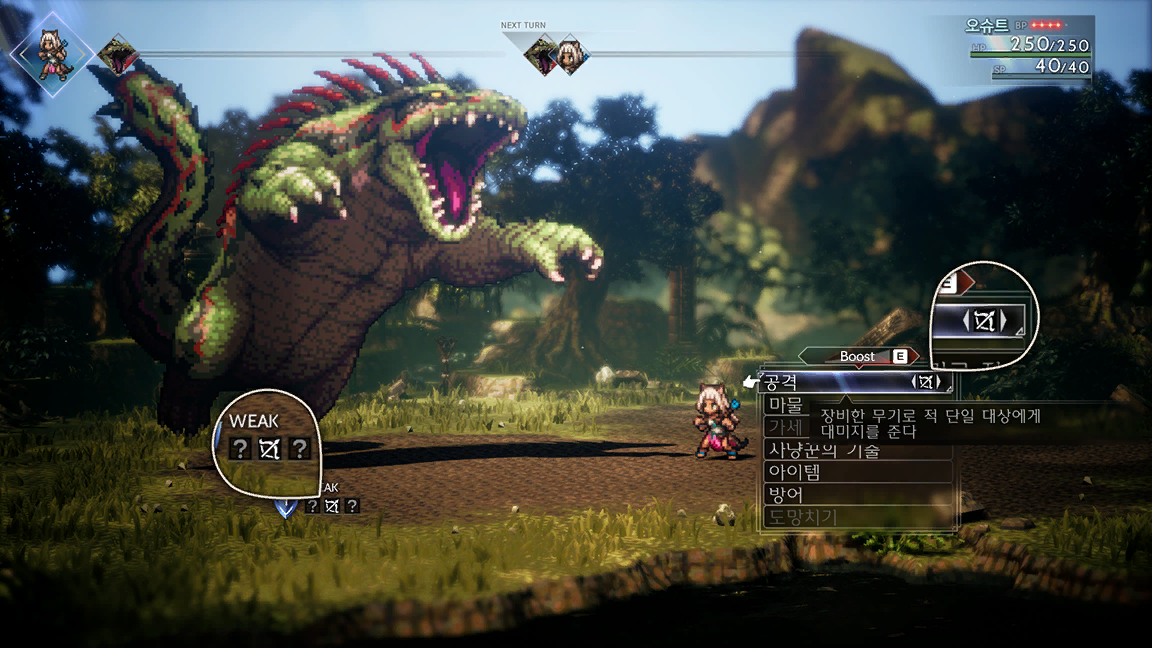 NEXT TURN
오슈트 BP
HP 250/250
SP 40/40
E
Boost E
공격
마물
장비한 무기로 적 단일 대상에게
대미지를 준다
가세
사냥꾼의 기술
아이템
방어
도망치기
WEAK
? ?
AK
? ?